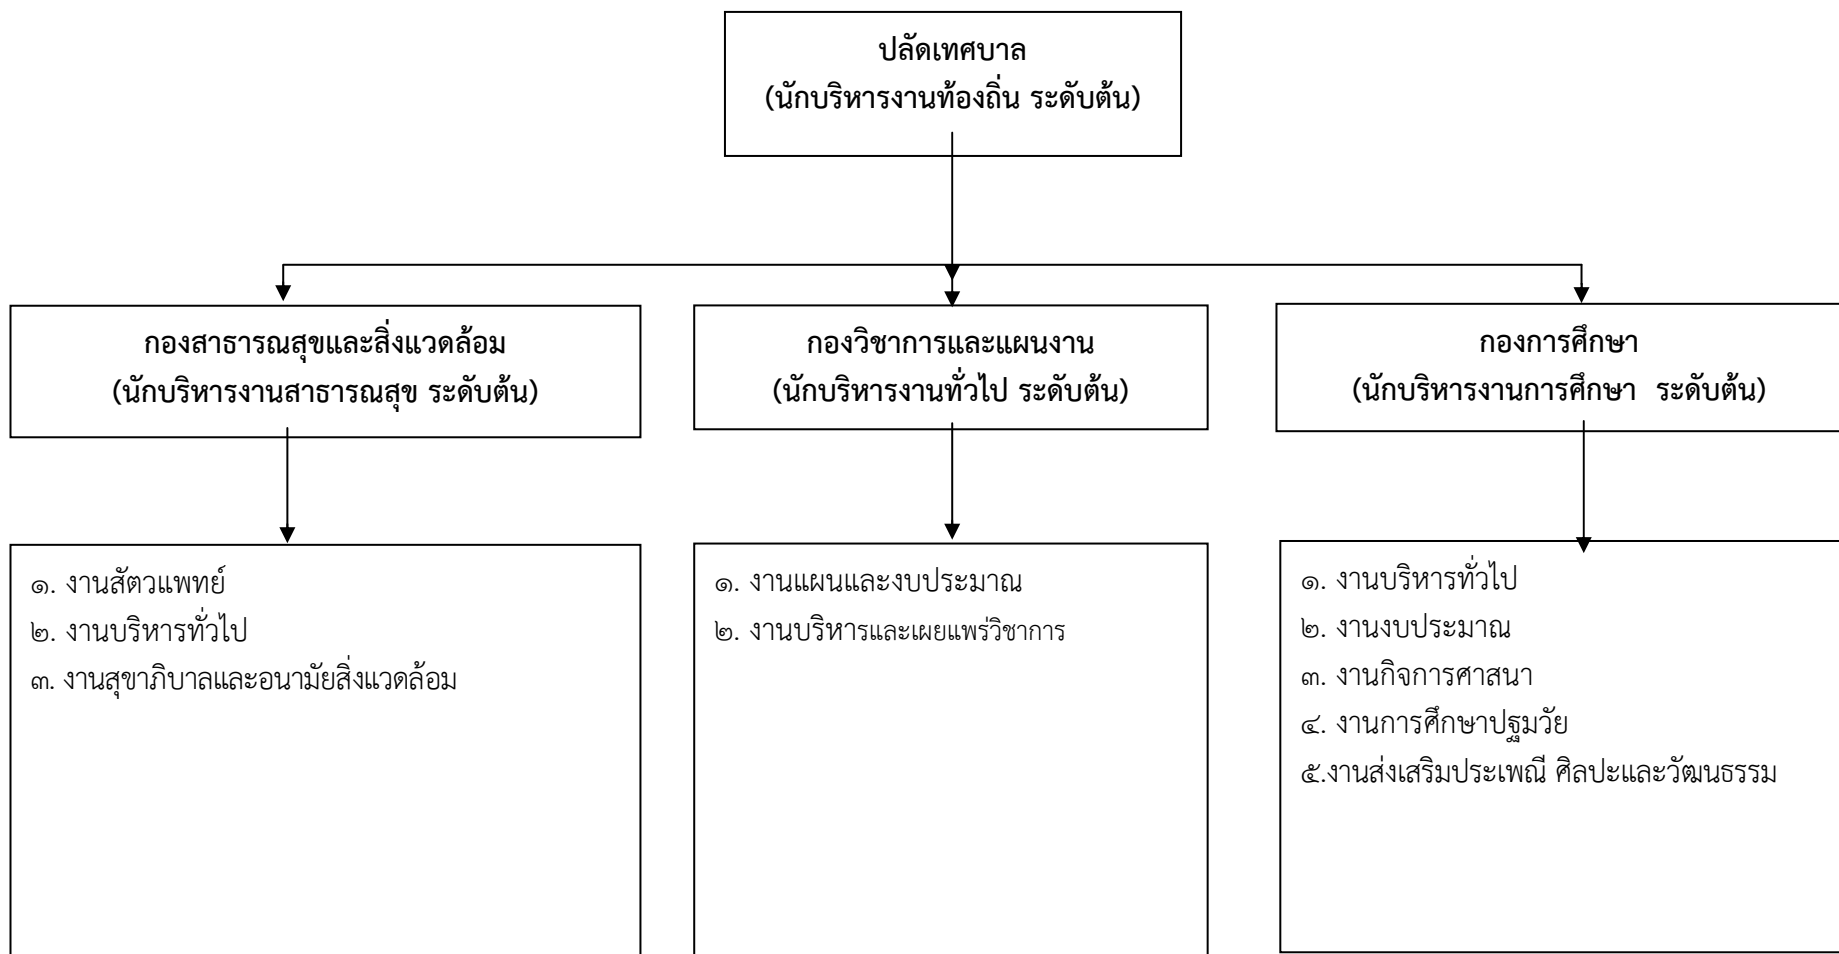 ปลัดเทศบาล
(นักบริหารงานท้องถิ่น ระดับต้น)
กองสาธารณสุขและสิ่งแวดล้อม
(นักบริหารงานสาธารณสุข ระดับต้น)
กองวิชาการและแผนงาน
(นักบริหารงานทั่วไป ระดับต้น)
กองการศึกษา
(นักบริหารงานการศึกษา ระดับต้น)
๑. งานสัตวแพทย์
๒. งานบริหารทั่วไป
๓. งานสุขาภิบาลและอนามัยสิ่งแวดล้อม
๑. งานแผนและงบประมาณ
๒. งานบริหารและเผยแพร่วิชาการ
๑. งานบริหารทั่วไป
๒. งานงบประมาณ
๓. งานกิจการศาสนา
๔. งานการศึกษาปฐมวัย
๕.งานส่งเสริมประเพณี ศิลปะและวัฒนธรรม